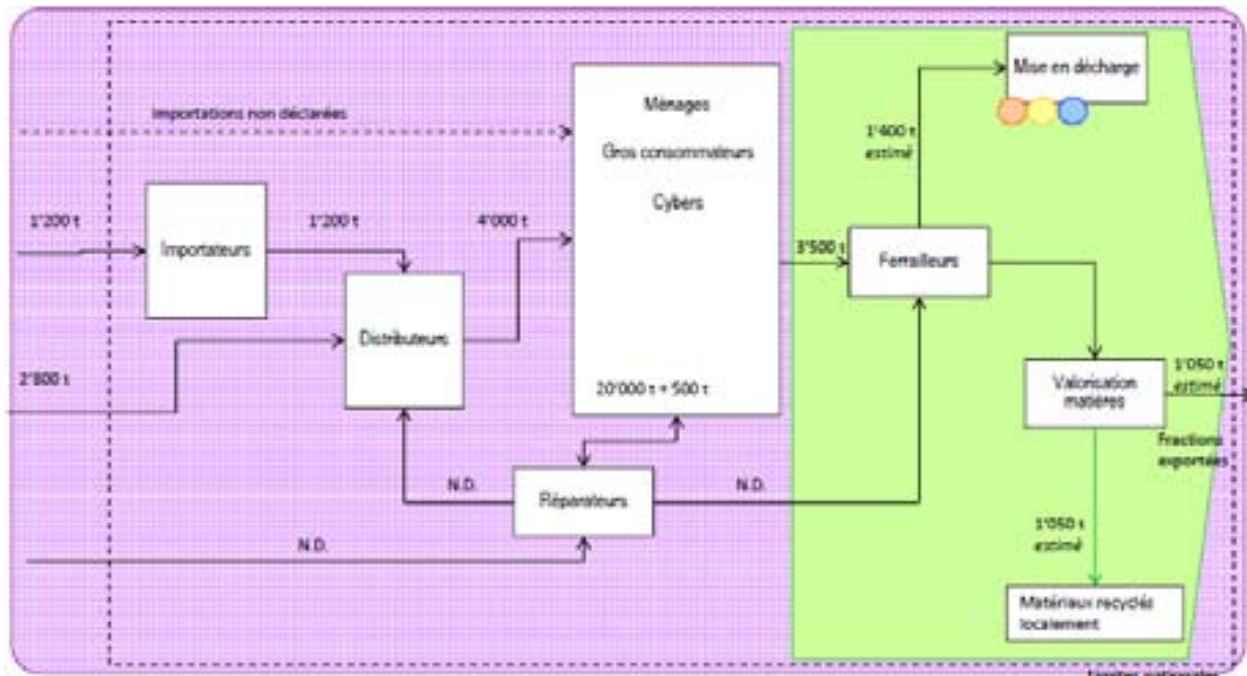 Importations non déclarées
1'200 t
Importateurs
1'200 t
4'000 t
Distributeurs
2'800 t
Ménages
Gros consommateurs
Cybers
20'000 t + 500 t
3'500 t
Ferrailleurs
1'400 t
estimé
Mise en décharge
Valorisation
matières
1'050 t
estimé
Fractions
exportées
N.D.
Réparateurs
N.D.
N.D.
1'050 t
estimé
Matériaux recyclés
localement
Limites nationales